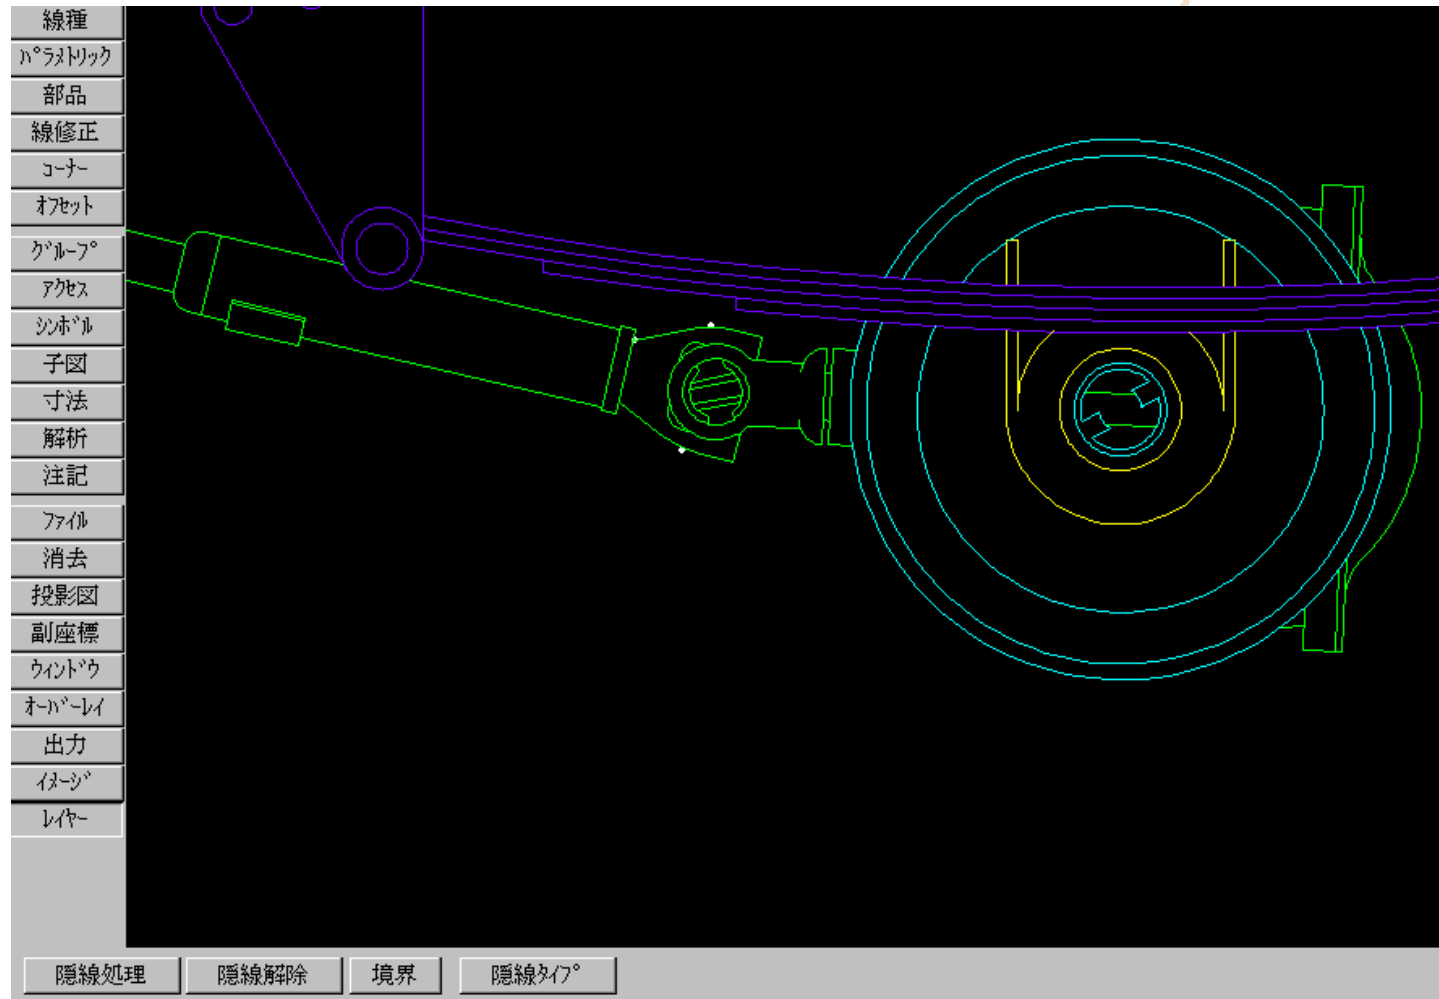 線種
ﾊﾟﾗﾒﾄﾘｯｸ
部品
線修正
ｺｰﾅｰ
ｵﾌｾｯﾄ
ｸﾞﾙｰﾌﾟ
ｱｸｾｽ
ｼﾝﾎﾞﾙ
子図
寸法
解析
注記
ﾌｧｲﾙ
消去
投影図
副座標
ｳｨﾝﾄﾞｳ
ｵｰﾊﾞｰﾚｲ
出力
ｲﾒｰｼﾞ
ﾚｲﾔｰ
隠線処理 隠線解除 境界 隠線ﾀｲﾌﾟ